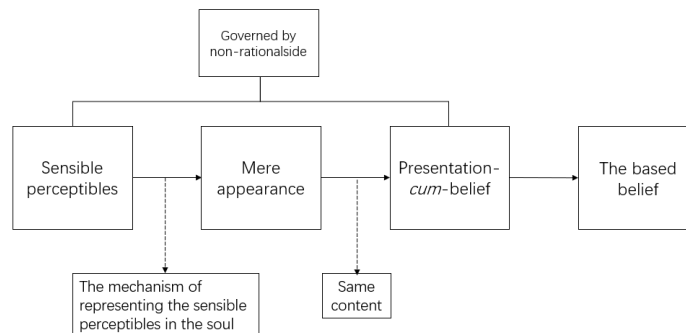 Governed by
non-rationalside
Sensible
perceptibles
Mere
appearance
Presentation-
cum-belief
The based
belief
The mechanism of
representing the sensible
perceptibles in the soul
Same
content